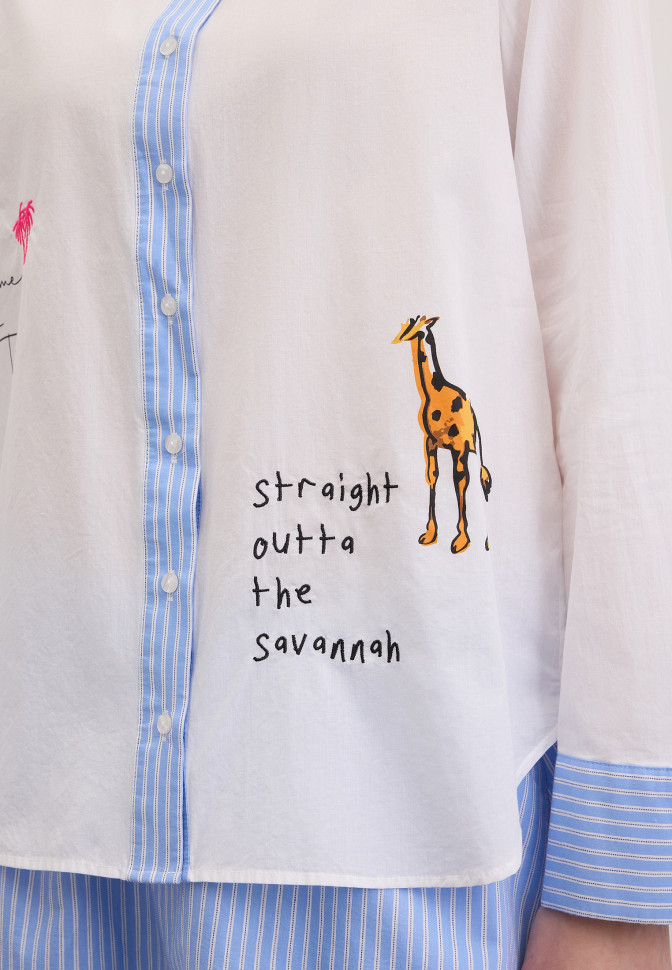 straight
outta
the
savannah